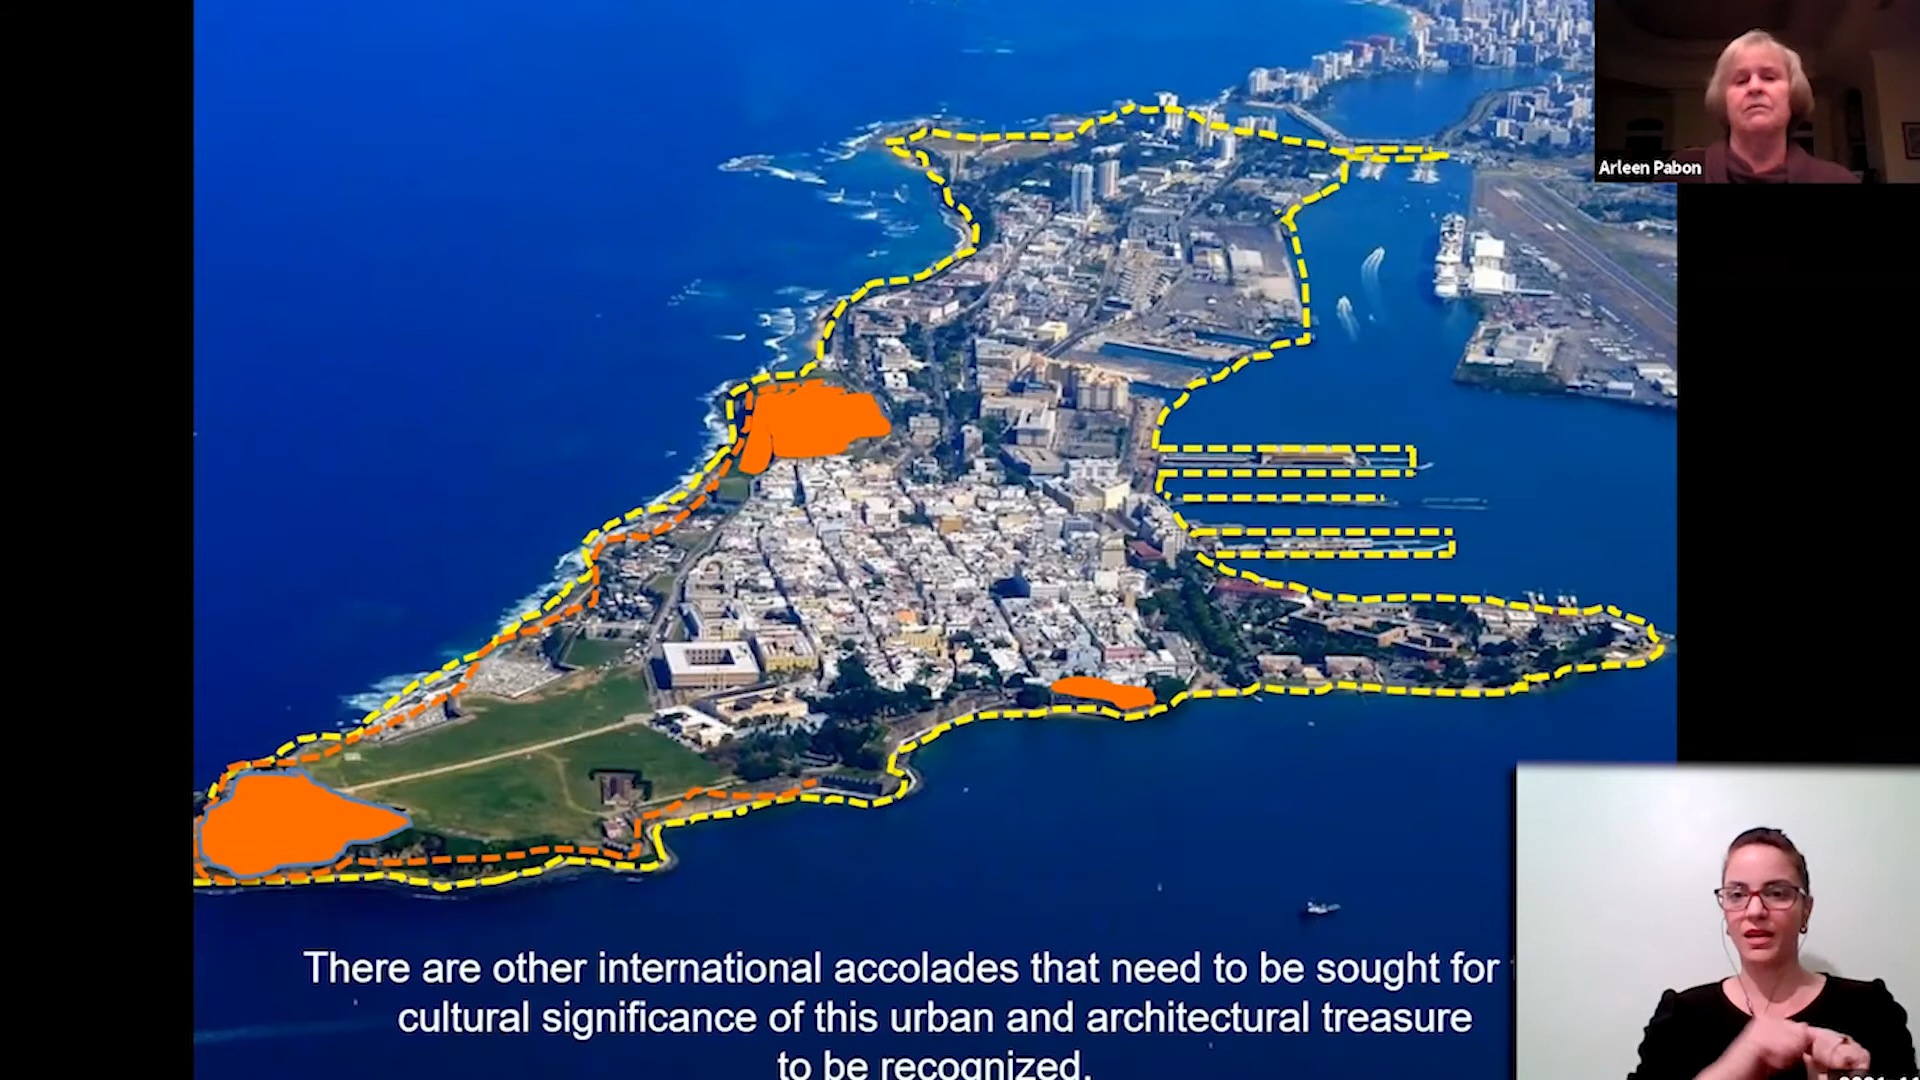 Arleen Pabon
There are other international accolades that need to be sought for
cultural significance of this urban and architectural treasure
to be recognized.